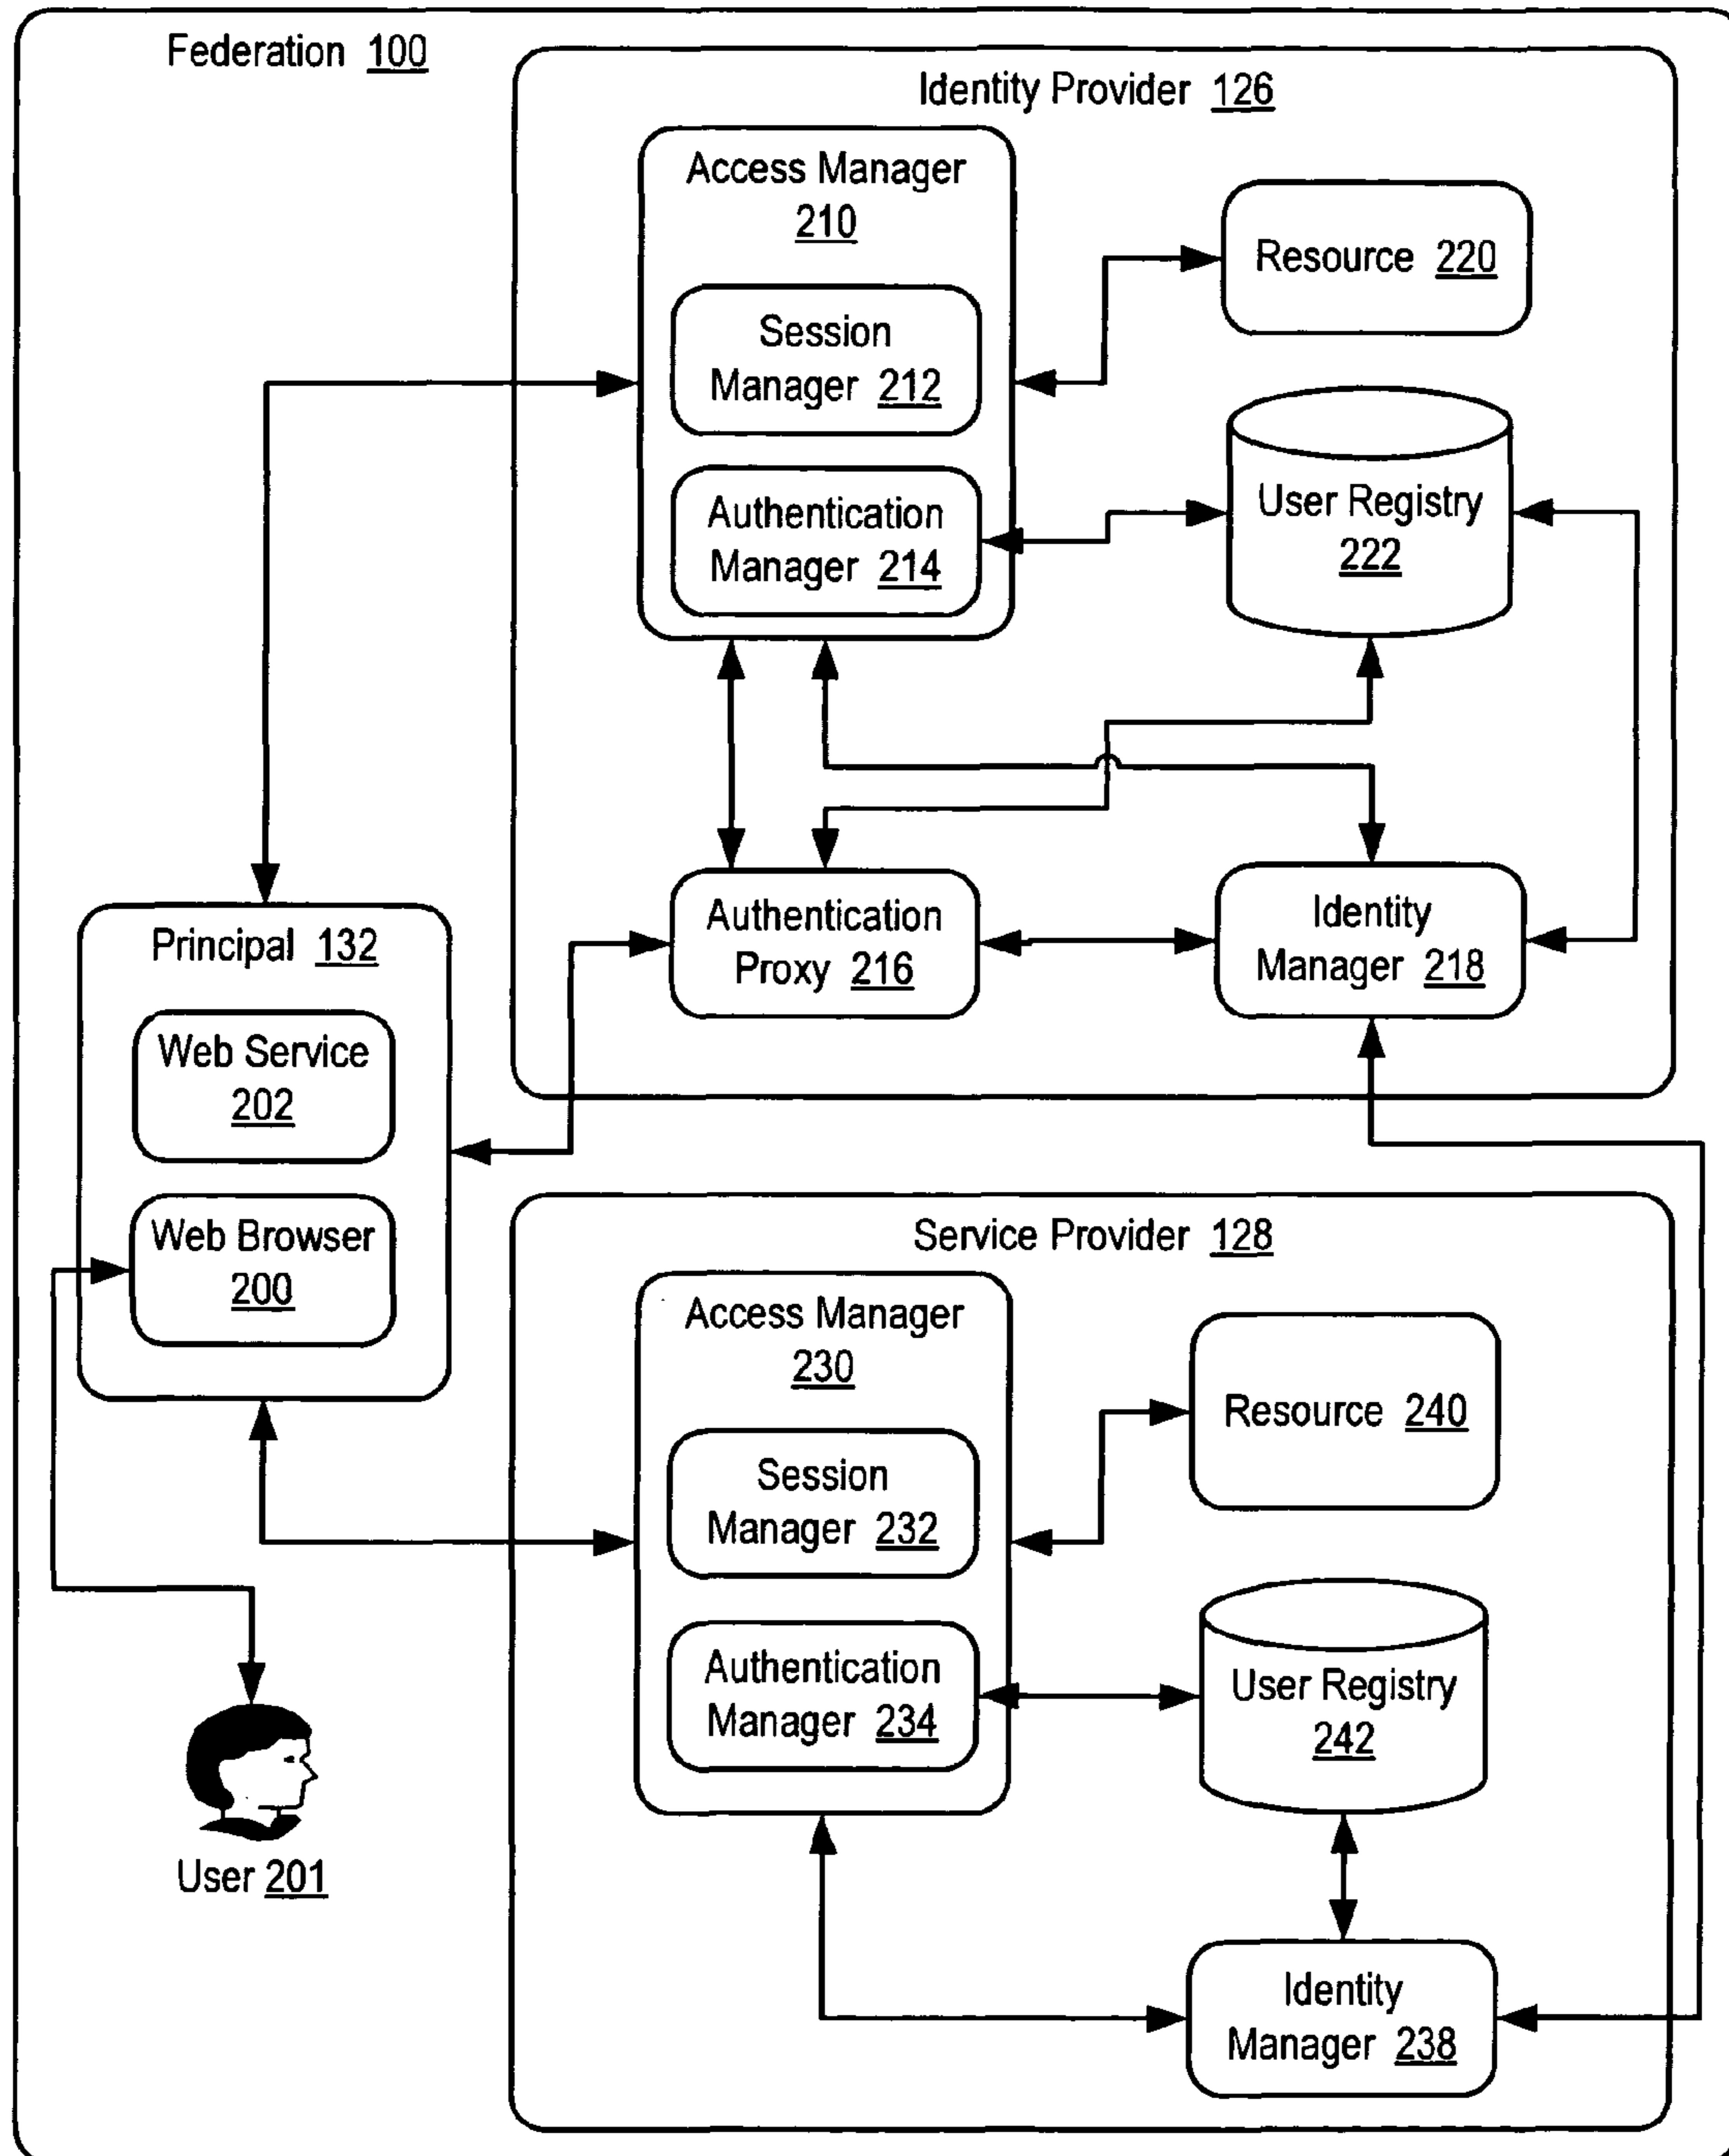 Federation 100
Identity Provider 126
Access Manager
210
Session
Manager 212
Authentication
Manager 214
Resource 220
User Registry
222
Authentication
Proxy 216
Identity
Manager 218
Principal 132
Web Service
202
Web Browser
200
User 201
Service Provider 128
Access Manager
230
Session
Manager 232
Authentication
Manager 234
Resource 240
User Registry
242
Identity
Manager 238